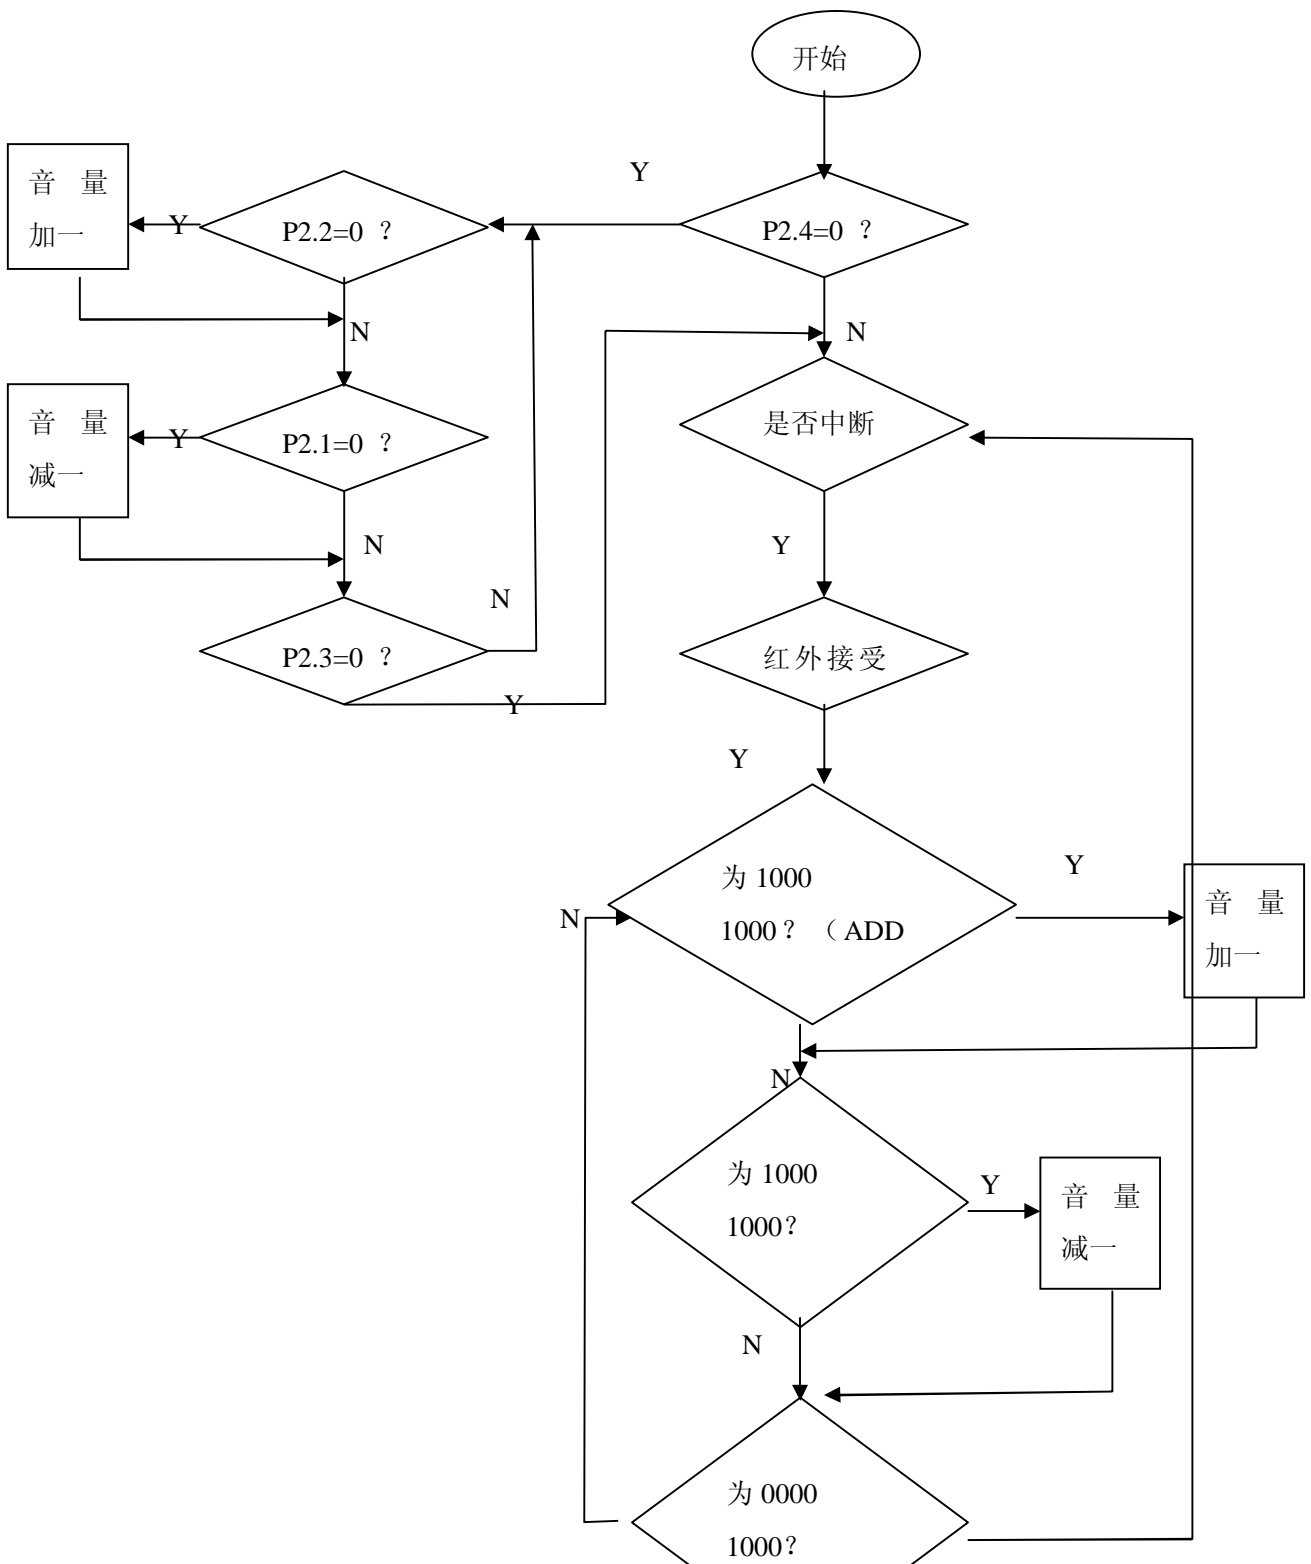 开始
Y
音 量
加一
Y
P2.2=0 ？
P2.4=0 ？
N
N
音 量
减一
Y
P2.1=0 ？
是否中断
N
Y
N
P2.3=0 ？
红外接受
Y
Y
为 1000
1000？（ADD
Y
N
音 量
加一
N
为 1000
1000？
Y
音 量
减一
N
为 0000
1000？